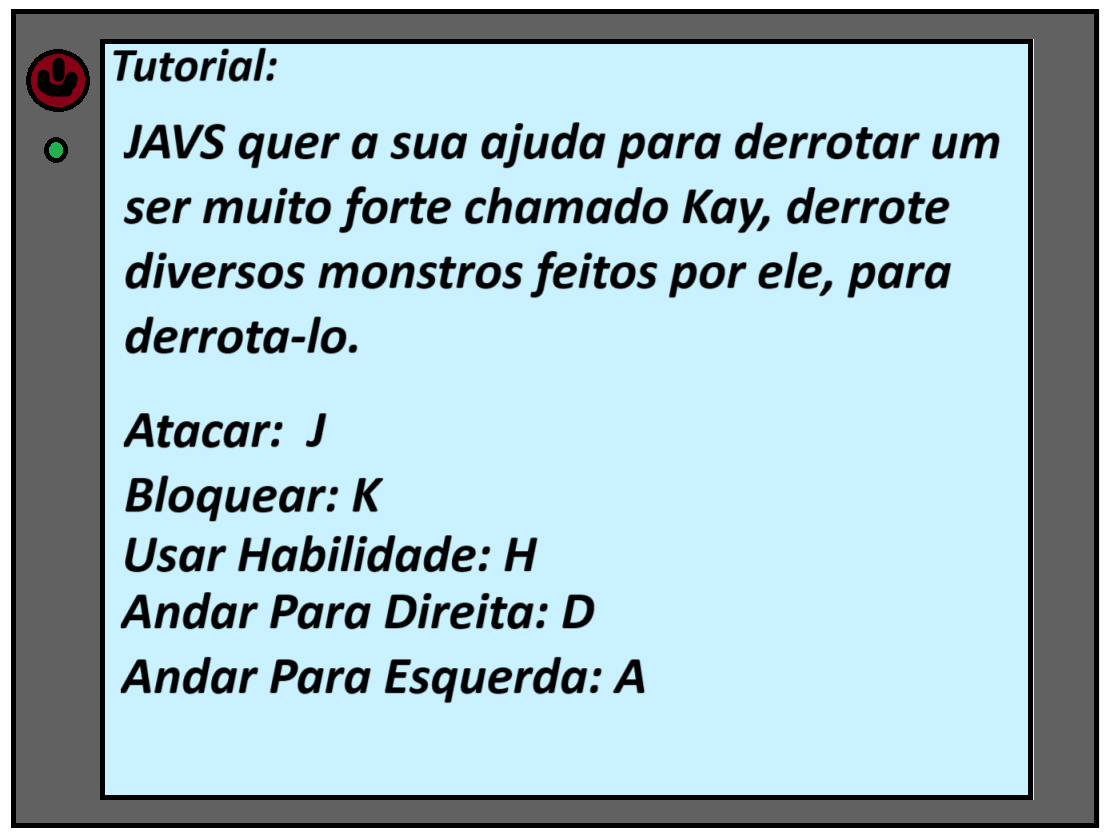 Tutorial:
JAVS quer a sua ajuda para derrotar um
ser muito forte chamado Kay, derrote
diversos monstros feitos por ele, para
derrota-lo.
Atacar: J
Bloquear: K
Usar Habilidade: H
Andar Para Direita: D
Andar Para Esquerda: A